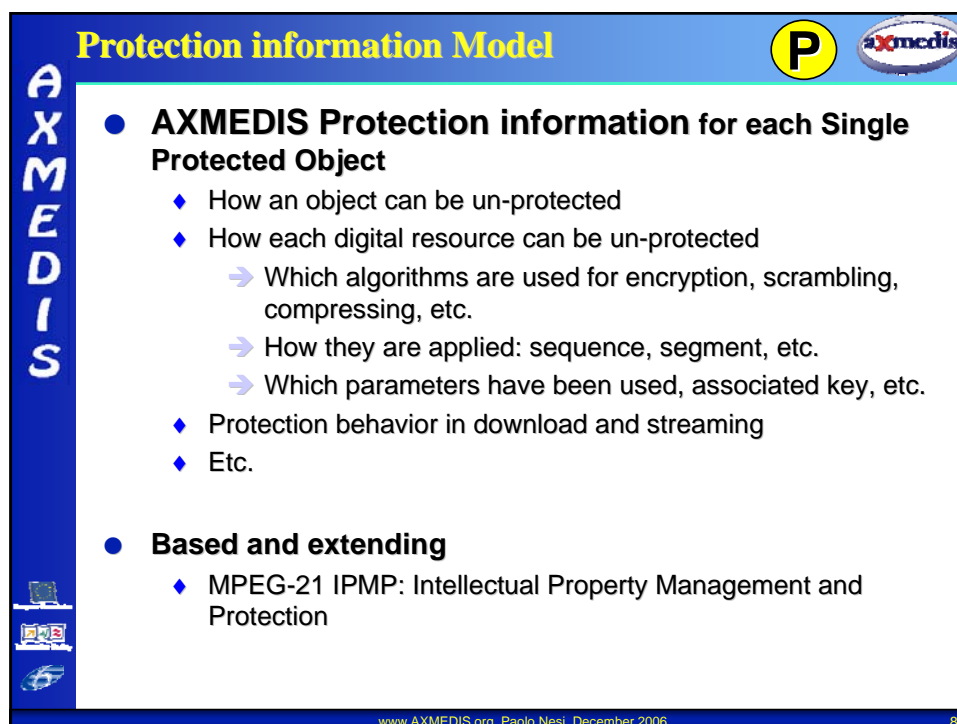 Protection information Model
P
axmedis
AXMEDIS
AXMEDIS Protection information for each Single
Protected Object
How an object can be un-protected
How each digital resource can be un-protected
Which algorithms are used for encryption, scrambling,
compressing, etc.
How they are applied: sequence, segment, etc.
Which parameters have been used, associated key, etc.
Protection behavior in download and streaming
Etc.
Based and extending
MPEG-21 IPMP: Intellectual Property Management and
Protection
www.AXMEDIS.org, Paolo Nesi, December 2006
8